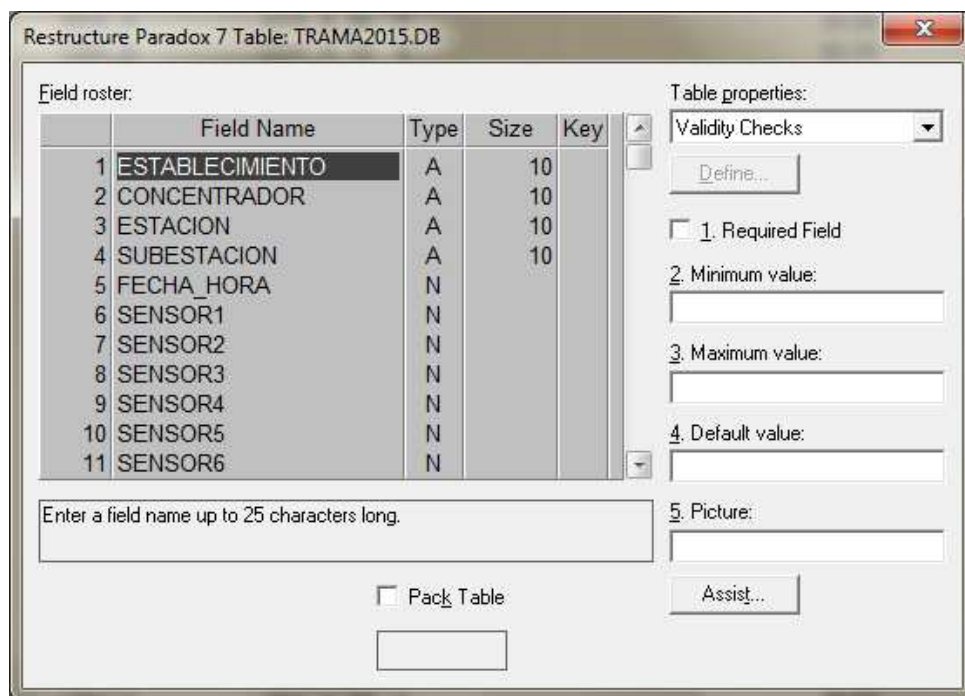 Restructure Paradox 7 Table: TRAMA2015.DB
Field roster:
Field Name Type Size Key
1 ESTABLECIMIENTO A 10
2 CONCENTRADOR A 10
3 ESTACION A 10
4 SUBESTACION A 10
5 FECHA_HORA N
6 SENSOR1 N
7 SENSOR2 N
8 SENSOR3 N
9 SENSOR4 N
10 SENSOR5 N
11 SENSOR6 N
Enter a field name up to 25 characters long.
Pack Table
Table properties:
Validity Checks
Define...
1. Required Field
2. Minimum value:
3. Maximum value:
4. Default value:
5. Picture:
Assist...